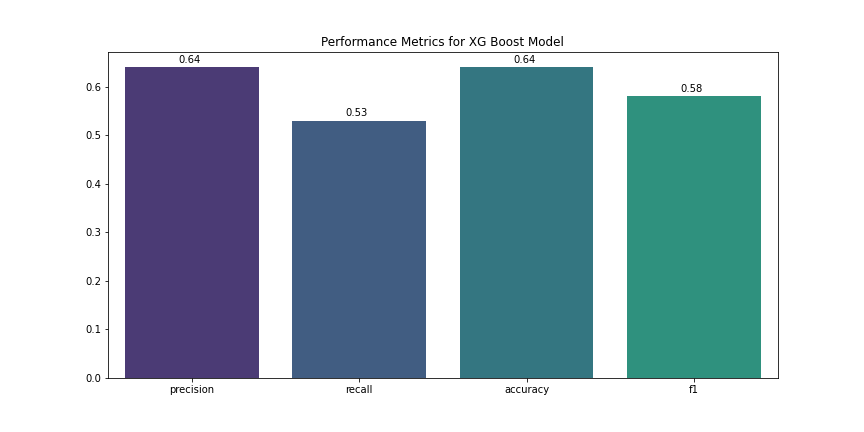 Performance Metrics for XG Boost Model
0.64
0.53
0.64
0.58
0.6
0.5
0.4
0.3
0.2
0.1
0.0
precision
recall
accuracy
f1